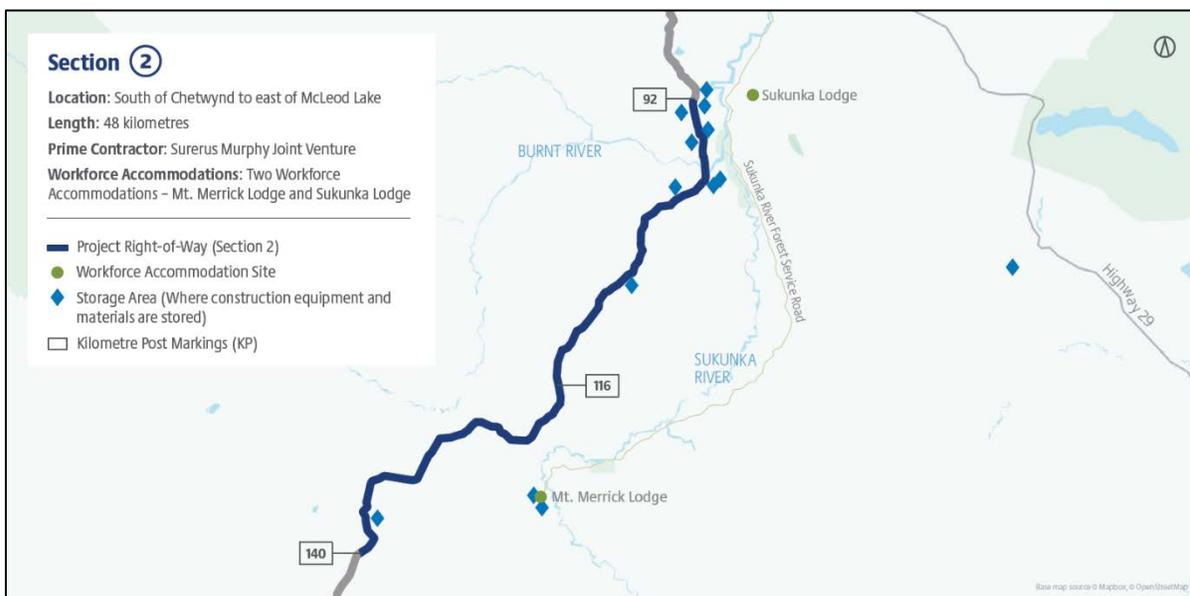 Section 2
Location: South of Chetwynd to east of McLeod Lake
Length: 48 kilometres
Prime Contractor: Surerus Murphy Joint Venture
Workforce Accommodations: Two Workforce
Accommodations – Mt. Merrick Lodge and Sukunka Lodge
Project Right-of-Way (Section 2)
Workforce Accommodation Site
Storage Area (Where construction equipment and
materials are stored)
Kilometre Post Markings (KP)
92
Sukunka Lodge
BURNT RIVER
Sukunka River Forest Service Road
Highway 29
SUKUNKA
RIVER
116
Mt. Merrick Lodge
140
Base map source © Mapbox, © OpenStreetMap